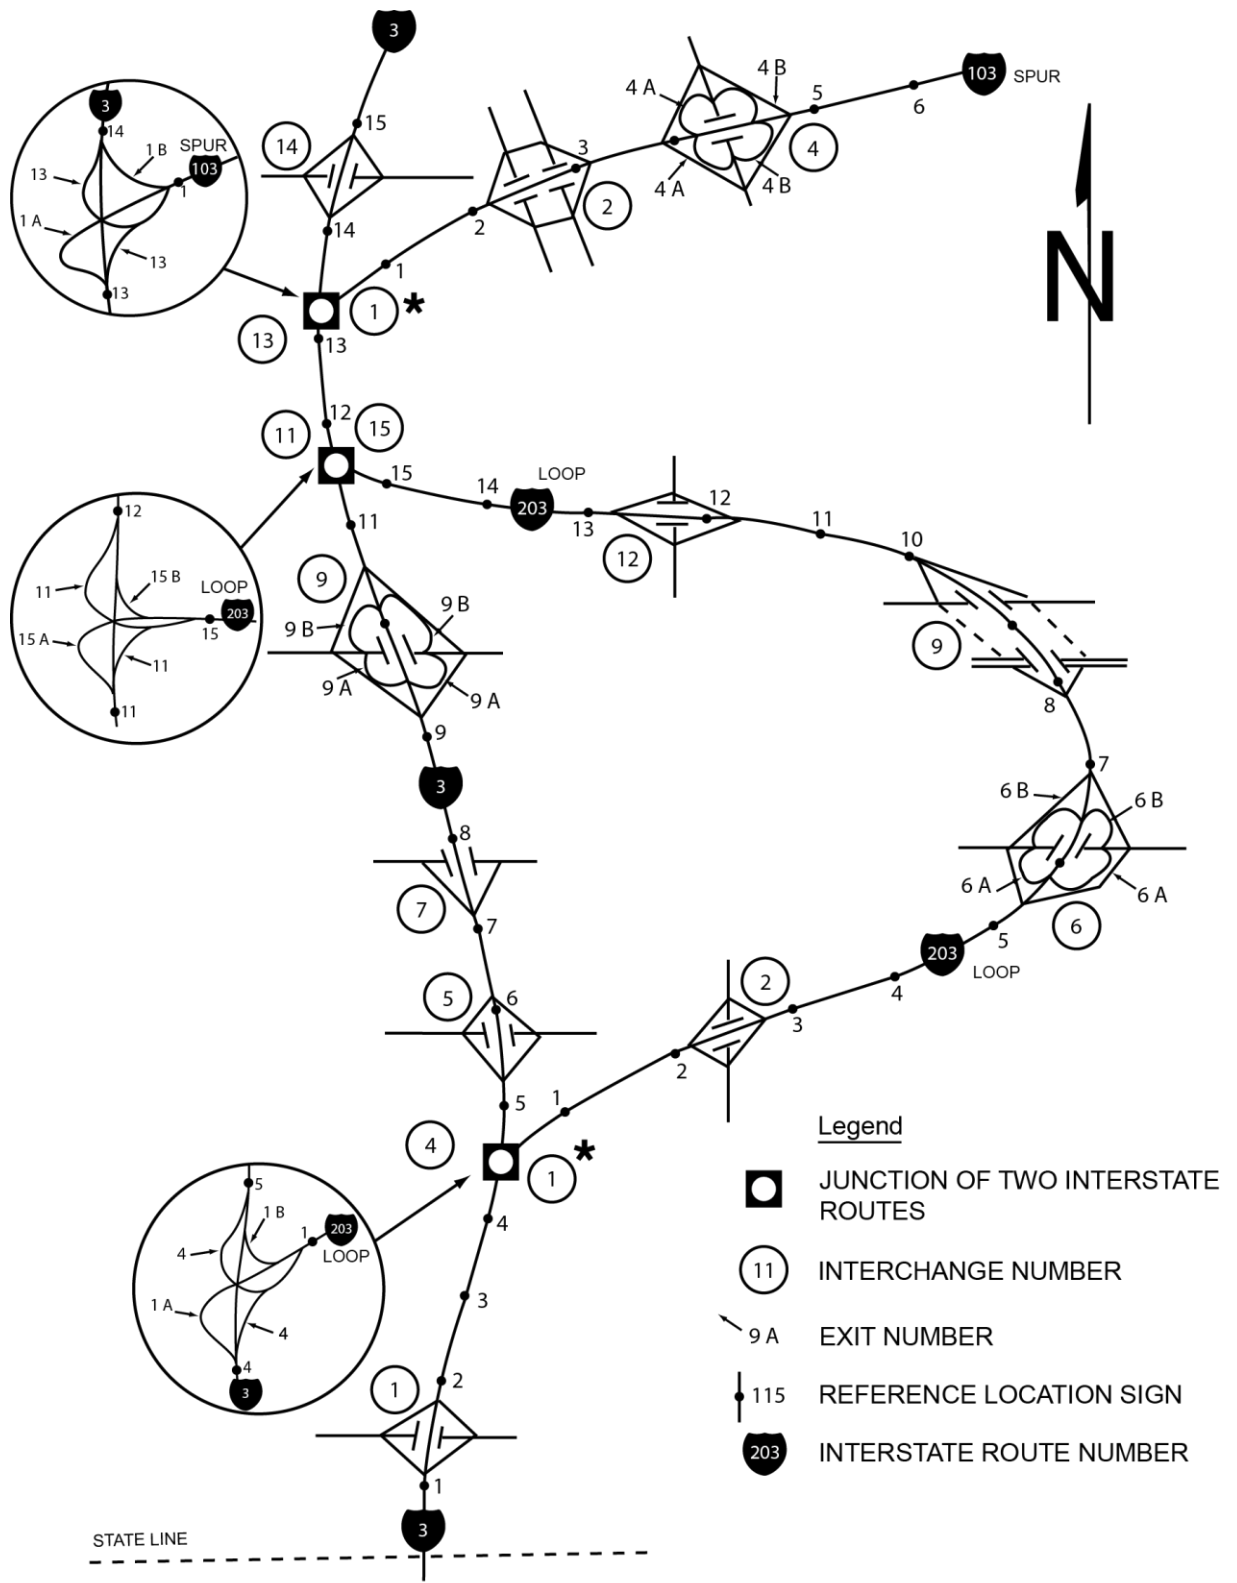 3
103
SPUR
15
14
14
4 A
4 B
5
6
4
4 A
4 B
3
2
2
1
1
*
13
13
3
14
SPUR
103
1 B
1
13
1 A
13
13
N
12
11
15
15
14
LOOP
203
13
12
12
11
10
9
8
7
11
9
9 B
9 B
9 A
9 A
9
3
8
7
7
12
11
15 B
LOOP
203
15
15 A
11
11
6 B
6 B
6 A
6 A
6
5
203
LOOP
4
2
3
2
1
5
6
5
4
1
*
4
3
2
1
1
3
5
1 B
1
203
LOOP
4
1 A
4
4
3
STATE LINE
Legend
JUNCTION OF TWO INTERSTATE
ROUTES
11
INTERCHANGE NUMBER
9 A
EXIT NUMBER
115
REFERENCE LOCATION SIGN
203
INTERSTATE ROUTE NUMBER